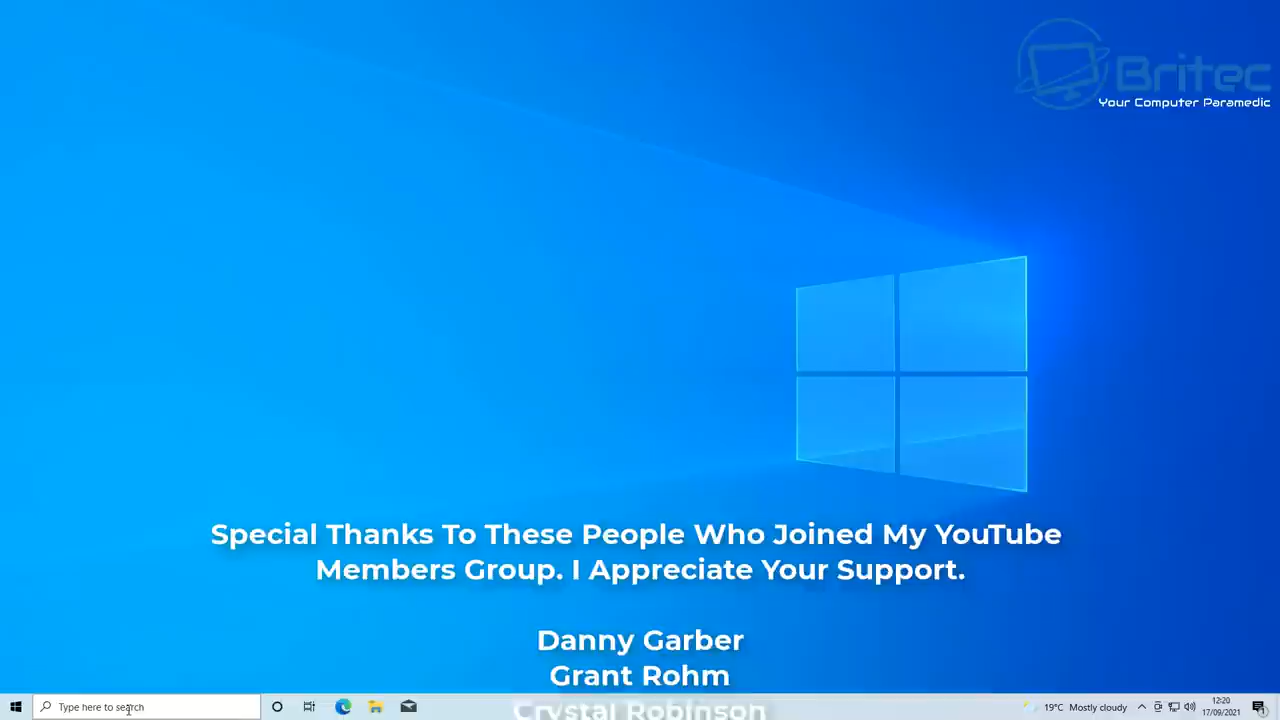 Britec
Your Computer Paramedic
Special Thanks To These People Who Joined My YouTube
Members Group. I Appreciate Your Support.
Danny Garber
Grant Rohm
Crystal Robinson
Type here to search
19°C Mostly cloudy
12:20
17/09/2021
1